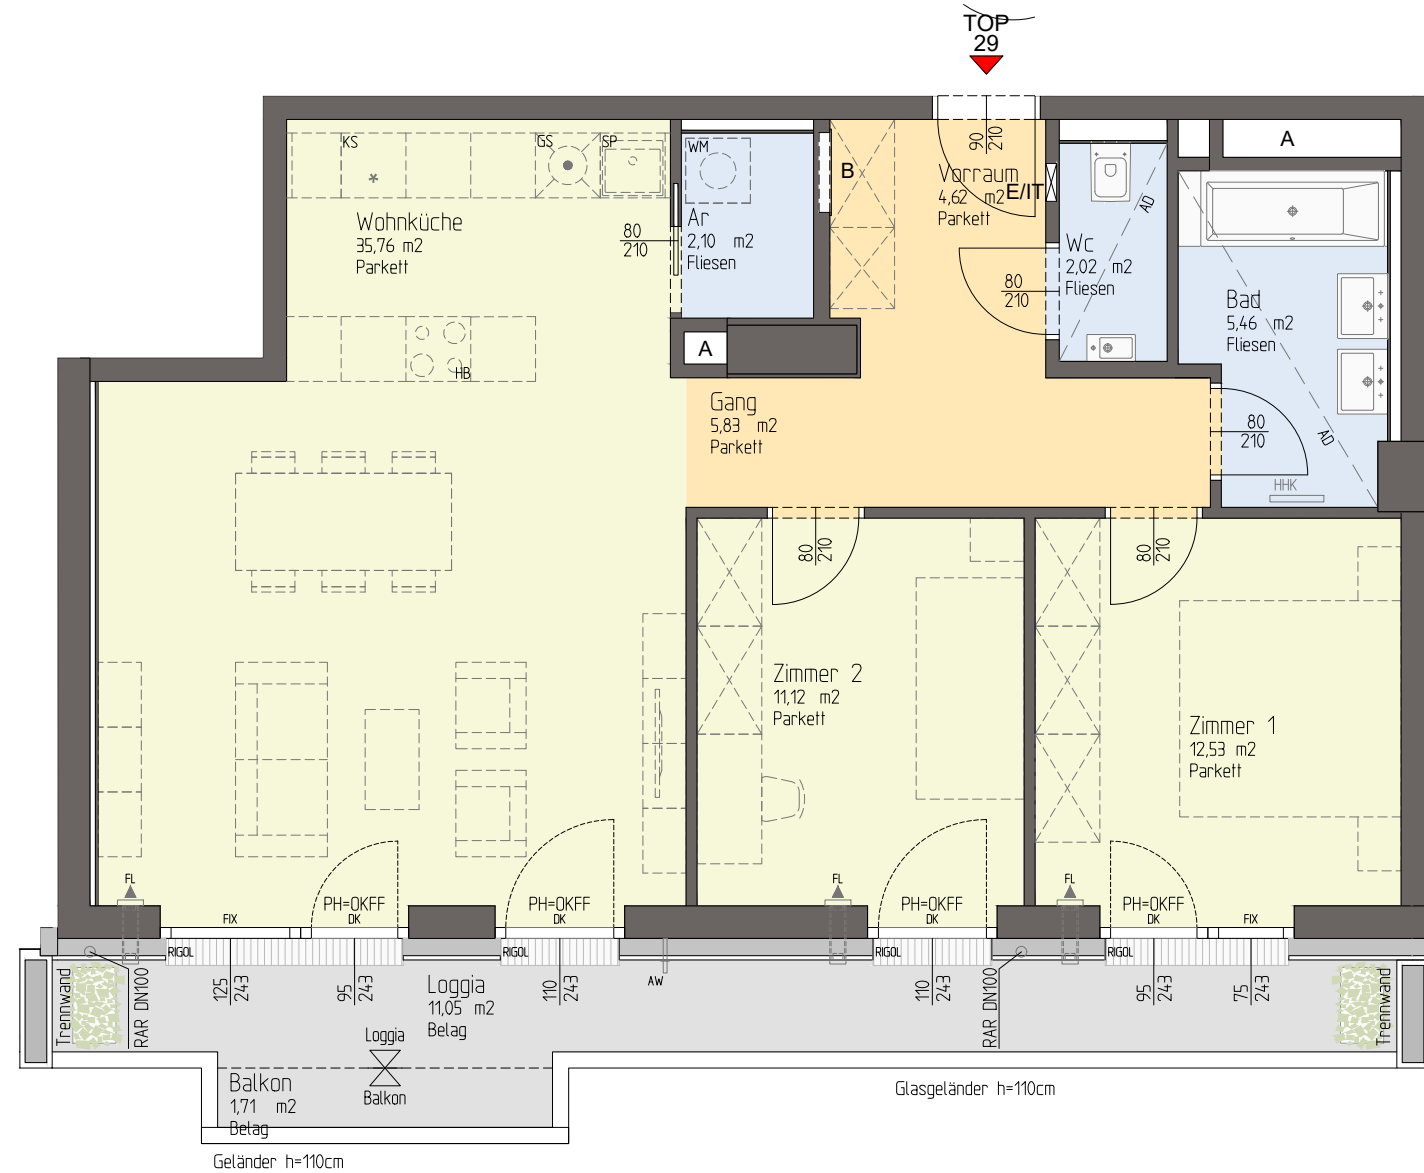 TOP
29
90
210
A
KS
GS
SP
WM
B
Vorraum
4,62 m2
Parkett
E/IT
AD
Wohnküche
35,76 m2
Parkett
80
210
Ar
2,10 m2
Fliesen
Wc
2,02 m2
Fliesen
80
210
Bad
5,46 m2
Fliesen
A
HB
Gang
5,83 m2
Parkett
80
210
AD
HHK
80
210
80
210
Zimmer 2
11,12 m2
Parkett
Zimmer 1
12,53 m2
Parkett
FL
FL
FL
PH=OKFF
DK
PH=OKFF
DK
PH=OKFF
DK
PH=OKFF
DK
FIX
FIX
RIGOL
RIGOL
RIGOL
RIGOL
Trennwand
RAR DN100
125
243
95
243
Loggia
11,05 m2
Belag
110
243
AW
110
243
RAR DN100
95
243
75
243
Trennwand
Loggia
Balkon
Balkon
1,71 m2
Belag
Glasgeländer h=110cm
Geländer h=110cm